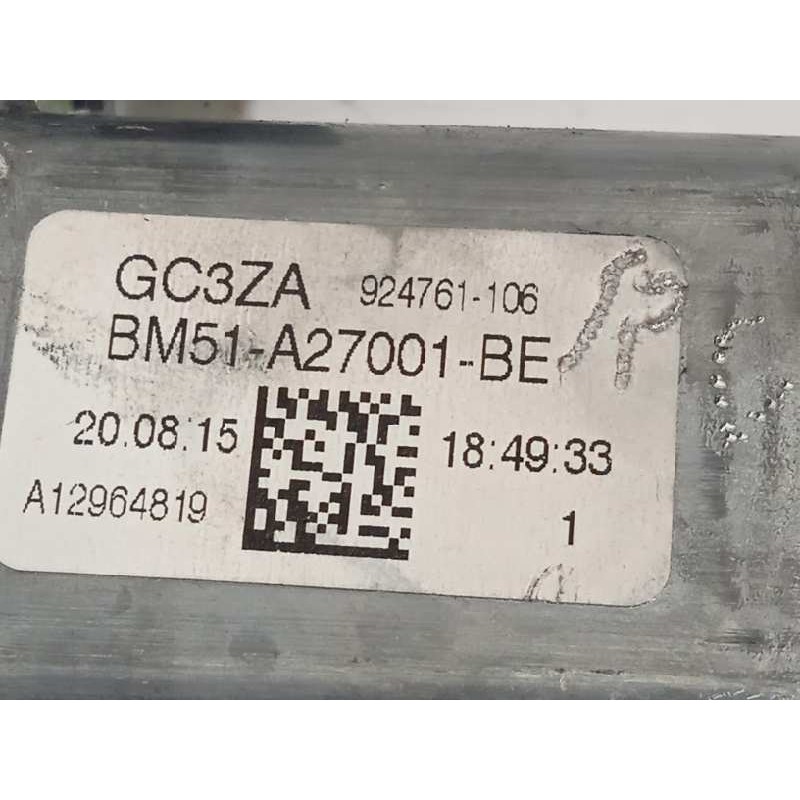 GC3ZA 924761-106
BM51-A27001-BE
20.08.15 18:49:33
A12964819 1